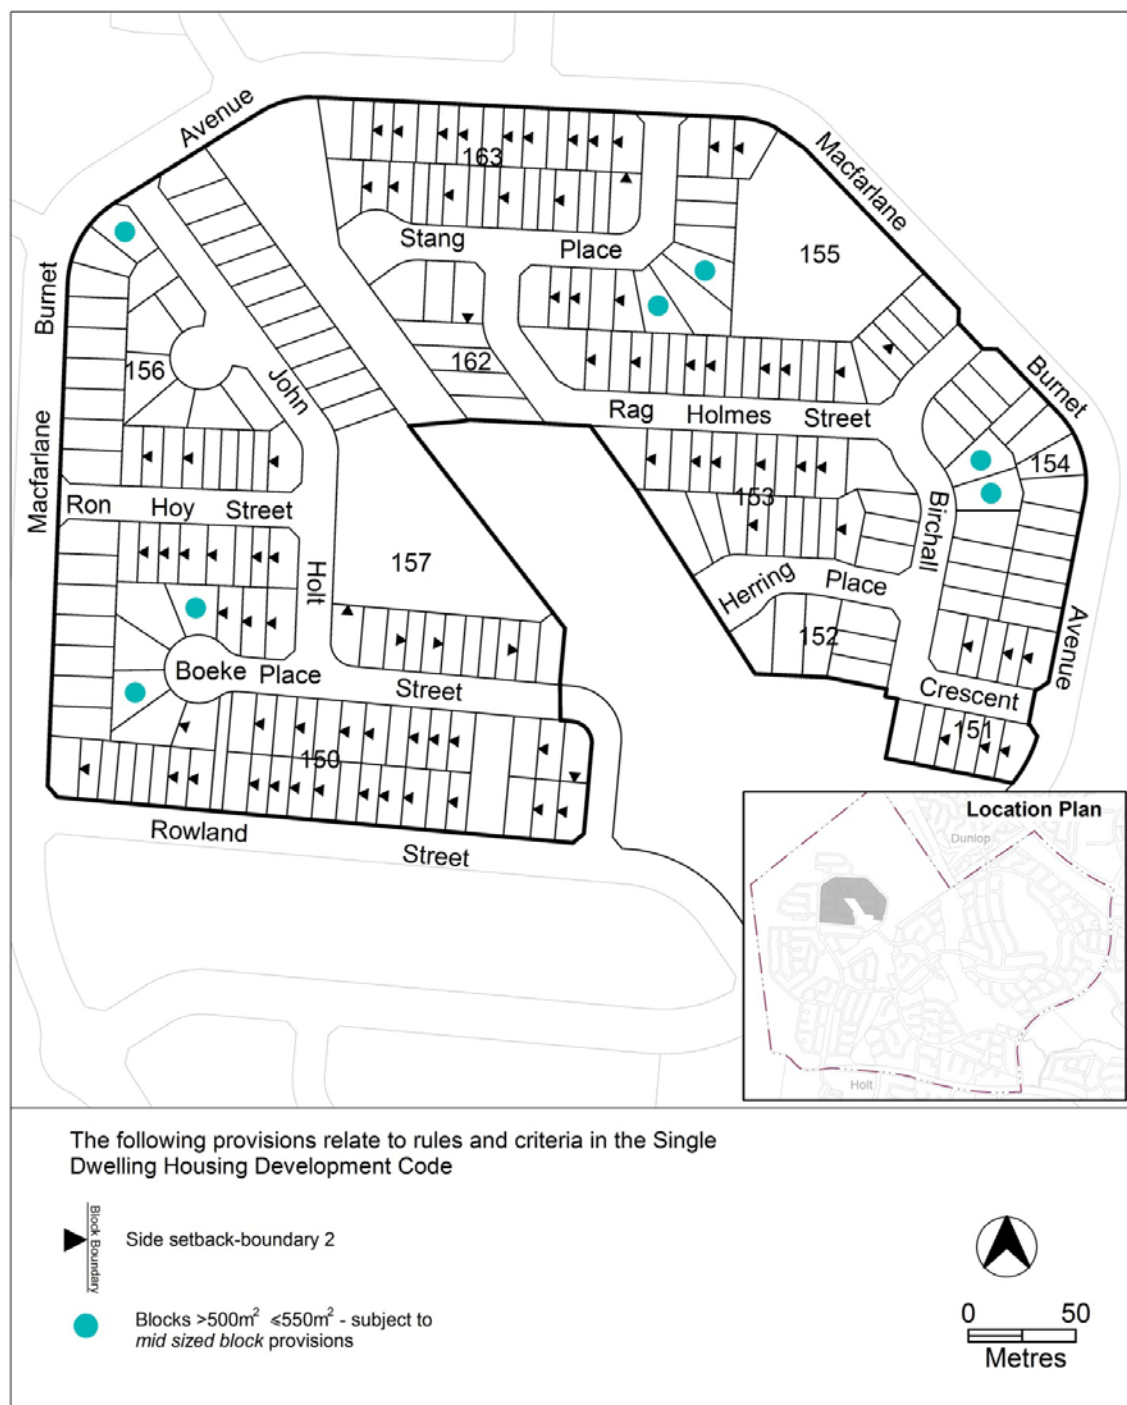 Avenue
Macfarlane
Burnet
163
Stang Place
155
162
156
John
Rag Holmes Street
Burnet
154
Macfarlane
Ron Hoy Street
153
Birchall
157
Holt
Herring Place
152
Avenue
Boeke Place
Street
Crescent
151
150
Rowland
Street
Location Plan
Dunlop
Holt
The following provisions relate to rules and criteria in the Single
Dwelling Housing Development Code
Block Boundary
Side setback-boundary 2
Blocks >500m² ≤550m² - subject to
mid sized block provisions
0 50
Metres